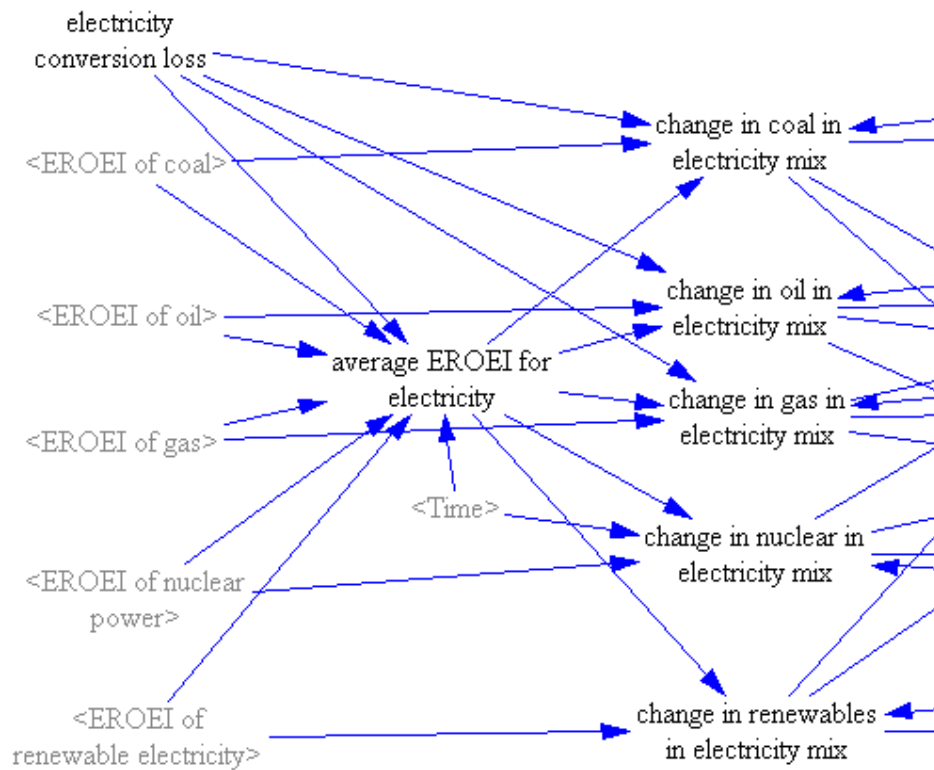 electricity
conversion loss
<EROEI of coal>
change in coal in
electricity mix
<EROEI of oil>
change in oil in
electricity mix
average EROEI for
electricity
<EROEI of gas>
change in gas in
electricity mix
<Time>
change in nuclear in
electricity mix
<EROEI of nuclear
power>
<EROEI of
renewable electricity>
change in renewables
in electricity mix